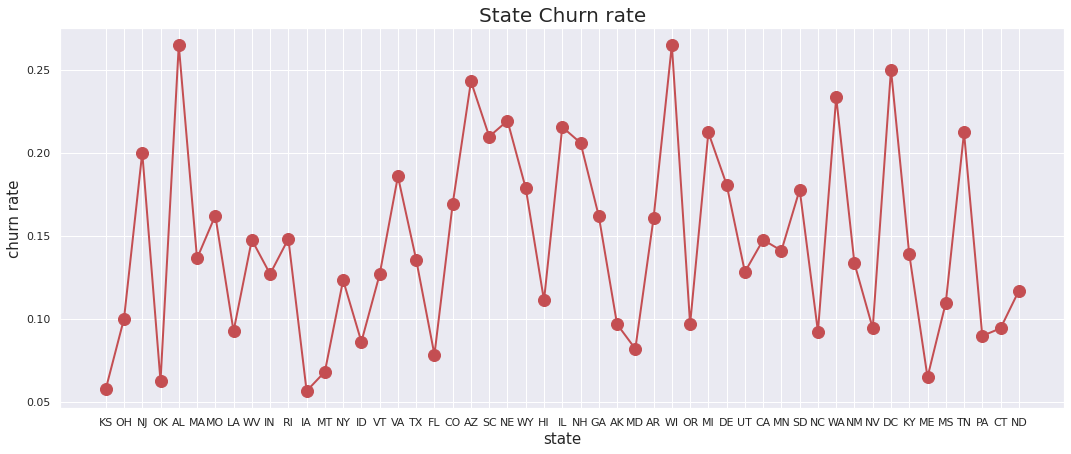 State Churn rate
churn rate
0.25
0.20
0.15
0.10
0.05
KS OH NJ OK AL MA MO LA WV IN RI IA MT NY ID VT VA TX FL CO AZ SC NE WY HI IL NH GA AK MD AR WI OR MI DE UT CA MN SD NC WA NM NV DC KY ME MS TN PA CT ND
state